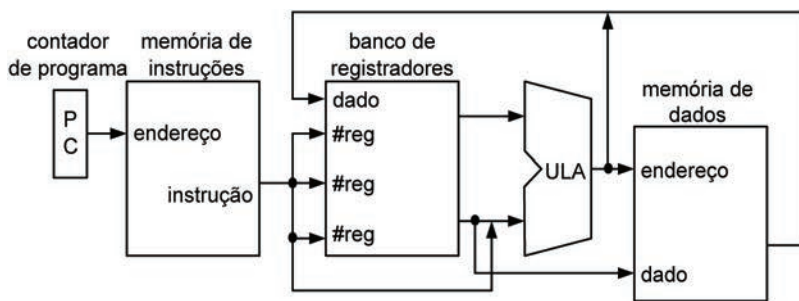 contador
de programa
memória de
instruções
banco de
registradores
memória de
dados
P
C
endereço
instrução
dado
#reg
#reg
#reg
ULA
endereço
dado